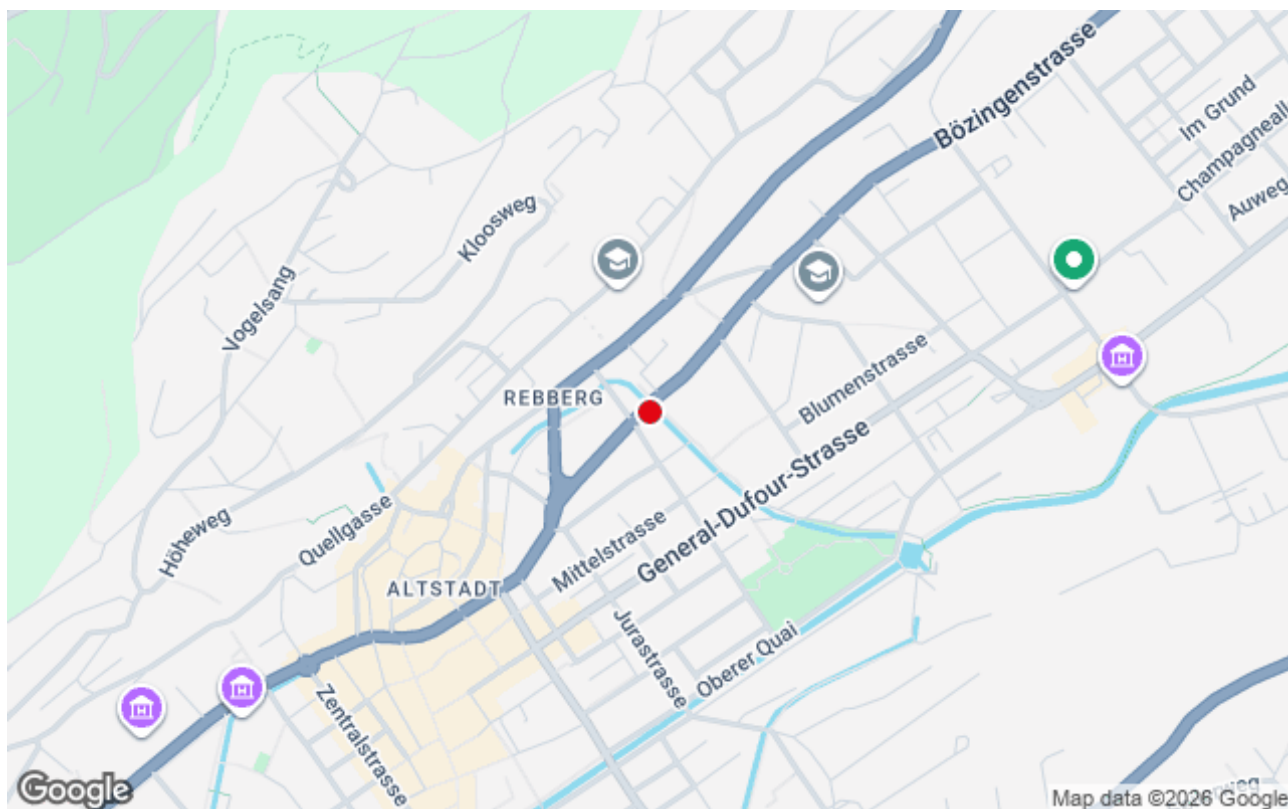 Bözingenstrasse
Im Grund
Champagneall
Auweg
Kloosweg
Vogelsang
REBBERG
Blumenstrasse
General-Dufour-Strasse
Höheweg
Quellgasse
Mittelstrasse
ALTSTADT
Jurastrasse
Oberer Quai
Zentralstrasse
Google
Map data ©2026 Google